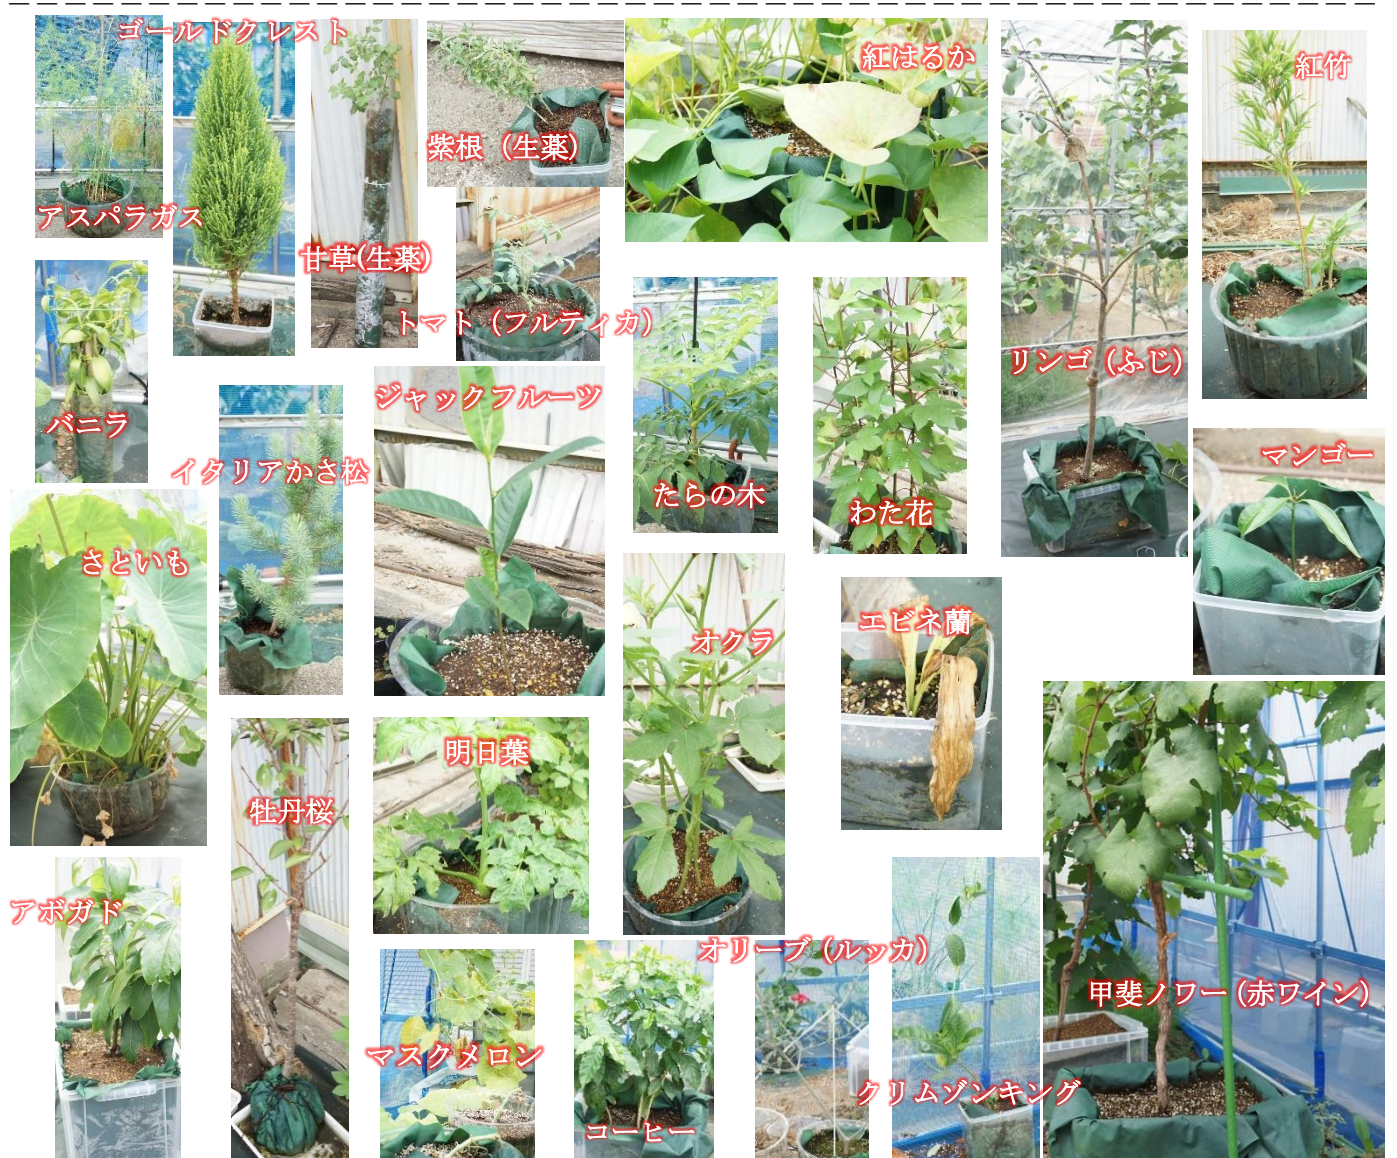 ゴールドクレスト
紅はるか
紅竹
紫根（生薬）
アスパラガス
甘草(生薬)
トマト（フルティカ）
リンゴ（ふじ）
バニラ
ジャックフルーツ
イタリアかさ松
たらの木
わた花
マンゴー
さといも
オクラ
エビネ蘭
明日葉
牡丹桜
アボガド
オリーブ（ルッカ）
甲斐ノワー(赤ワイン）
マスクメロン
クリムゾンキング
コーヒー